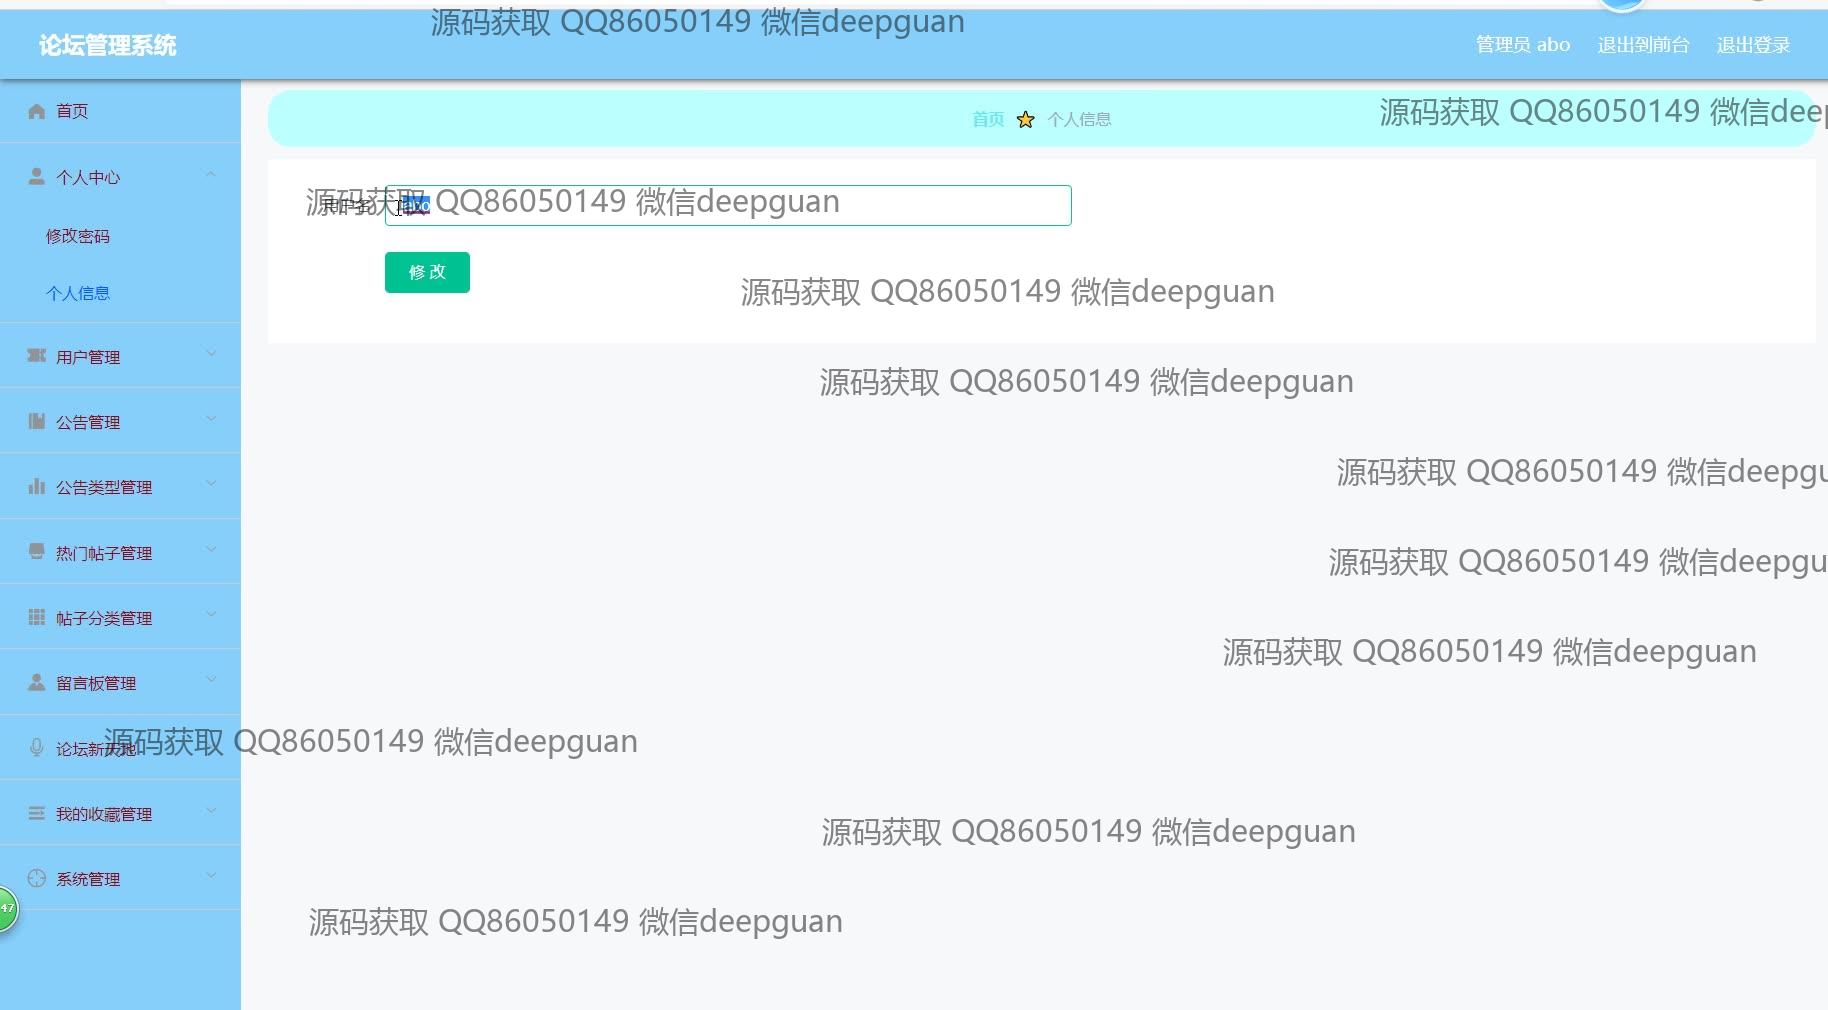 源码获取 QQ86050149 微信deepguan
论坛管理系统
管理员 abo
退出到前台
退出登录
首页
首页 个人信息
源码获取 QQ86050149 微信deep
个人中心
用户名 abo
源码获取 QQ86050149 微信deepguan
修改密码
修 改
个人信息
源码获取 QQ86050149 微信deepguan
用户管理
源码获取 QQ86050149 微信deepguan
公告管理
源码获取 QQ86050149 微信deepgu
公告类型管理
热门帖子管理
源码获取 QQ86050149 微信deepgu
帖子分类管理
源码获取 QQ86050149 微信deepguan
留言板管理
论坛新天地
源码获取 QQ86050149 微信deepguan
我的收藏管理
源码获取 QQ86050149 微信deepguan
系统管理
47
源码获取 QQ86050149 微信deepguan